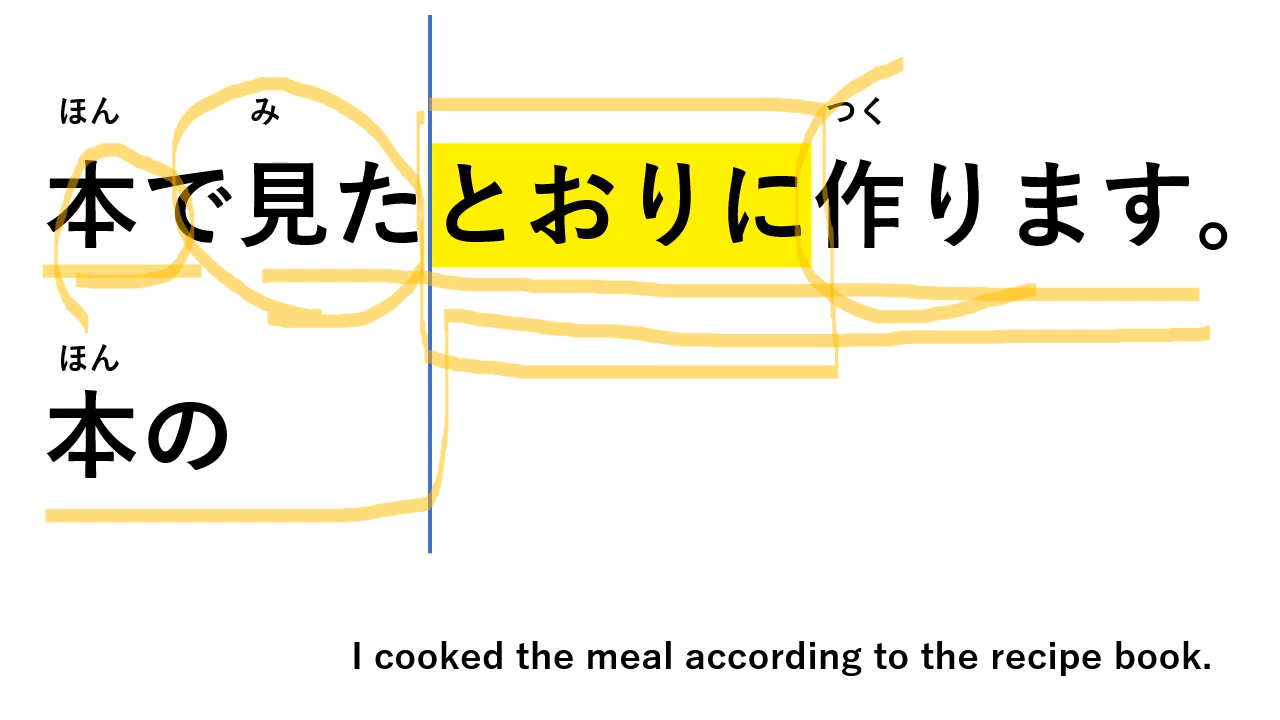 ほん み つく
本で見たとおりに作ります。
ほん
本の
I cooked the meal according to the recipe book.